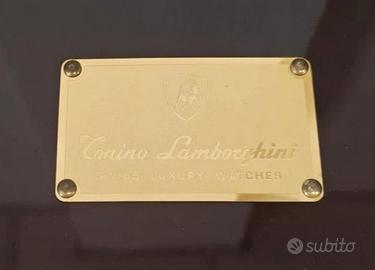 Tonino Lamborghini
SWISS LUXURY WATCHES
subito